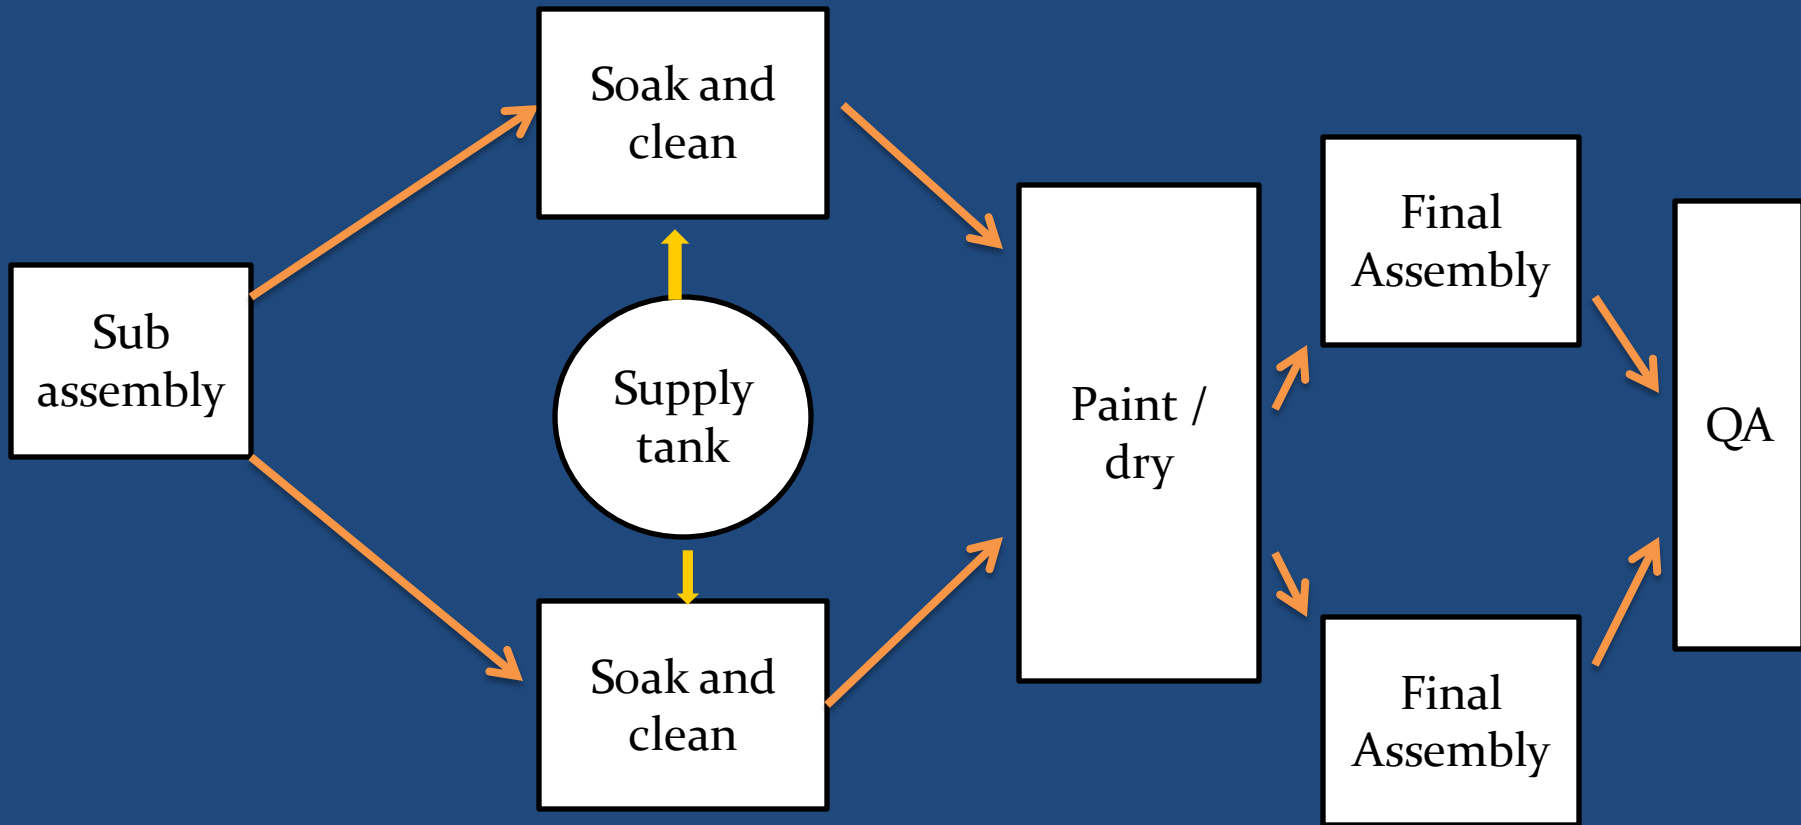 Sub
assembly
Soak and
clean
Supply
tank
Soak and
clean
Paint /
dry
Final
Assembly
Final
Assembly
QA